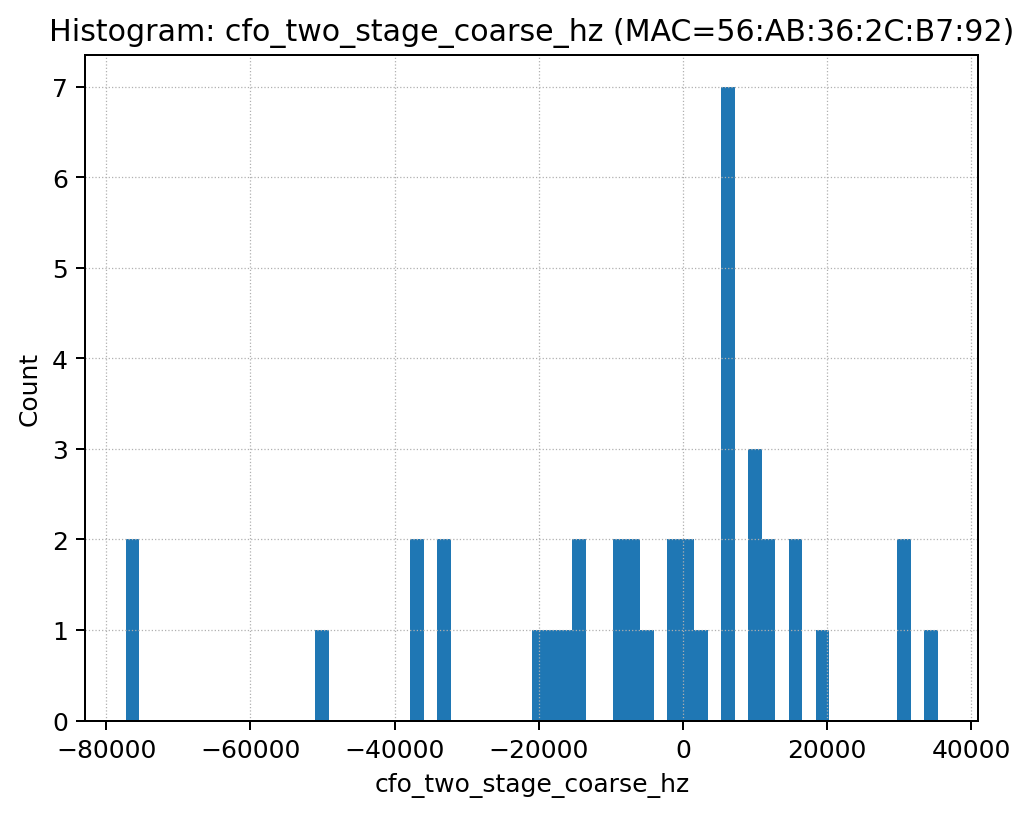 Histogram: cfo_two_stage_coarse_hz (MAC=56:AB:36:2C:B7:92)
7
6
5
4
3
2
1
0
Count
−80000 −60000 −40000 −20000 0 20000 40000
cfo_two_stage_coarse_hz